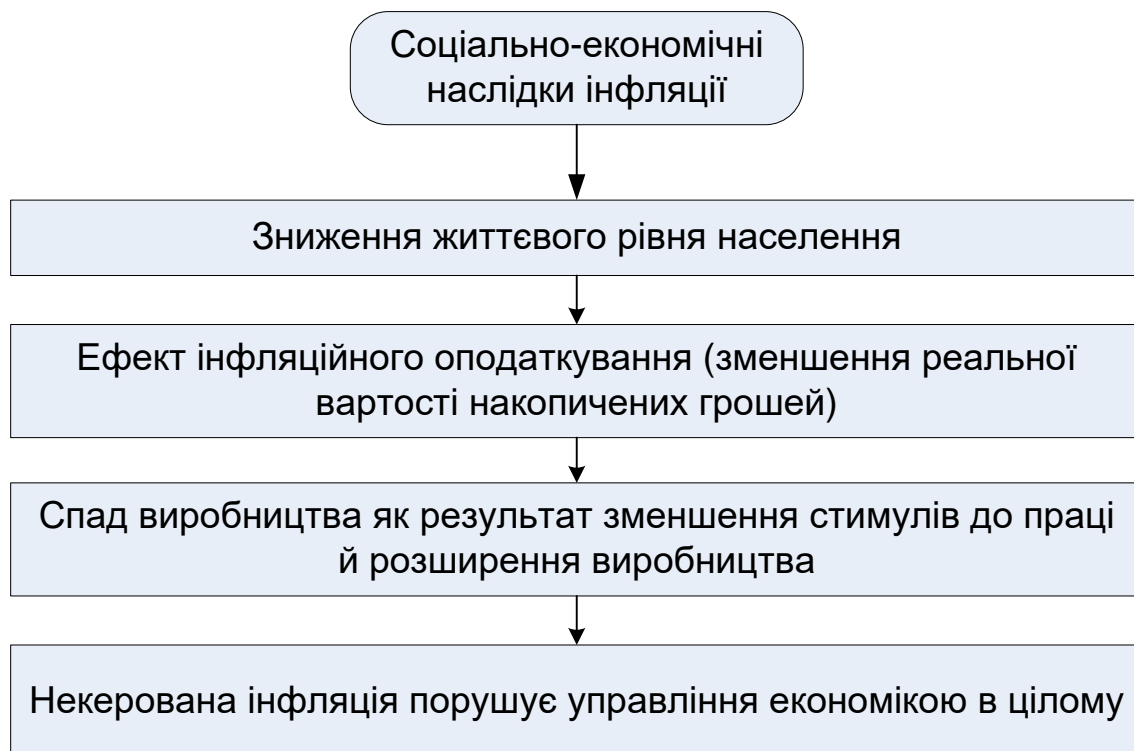 Соціально-економічні
наслідки інфляції
Зниження життєвого рівня населення
Ефект інфляційного оподаткування (зменшення реальної
вартості накопичених грошей)
Спад виробництва як результат зменшення стимулів до праці
й розширення виробництва
Некерована інфляція порушує управління економікою в цілому